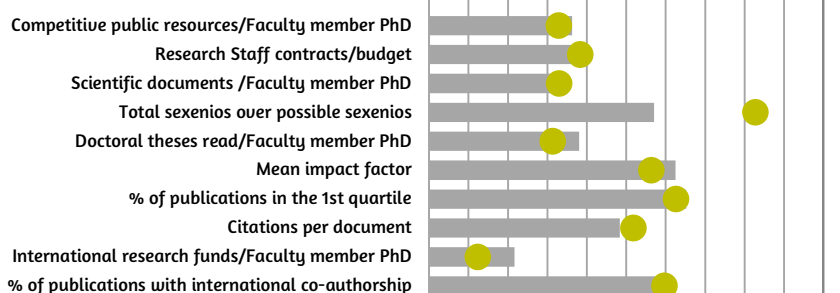 Competitive public resources/Faculty member PhD
Research Staff contracts/budget
Scientific documents /Faculty member PhD
Total sexenios over possible sexenios
Doctoral theses read/Faculty member PhD
Mean impact factor
% of publications in the 1st quartile
Citations per document
International research funds/Faculty member PhD
% of publications with international co-authorship